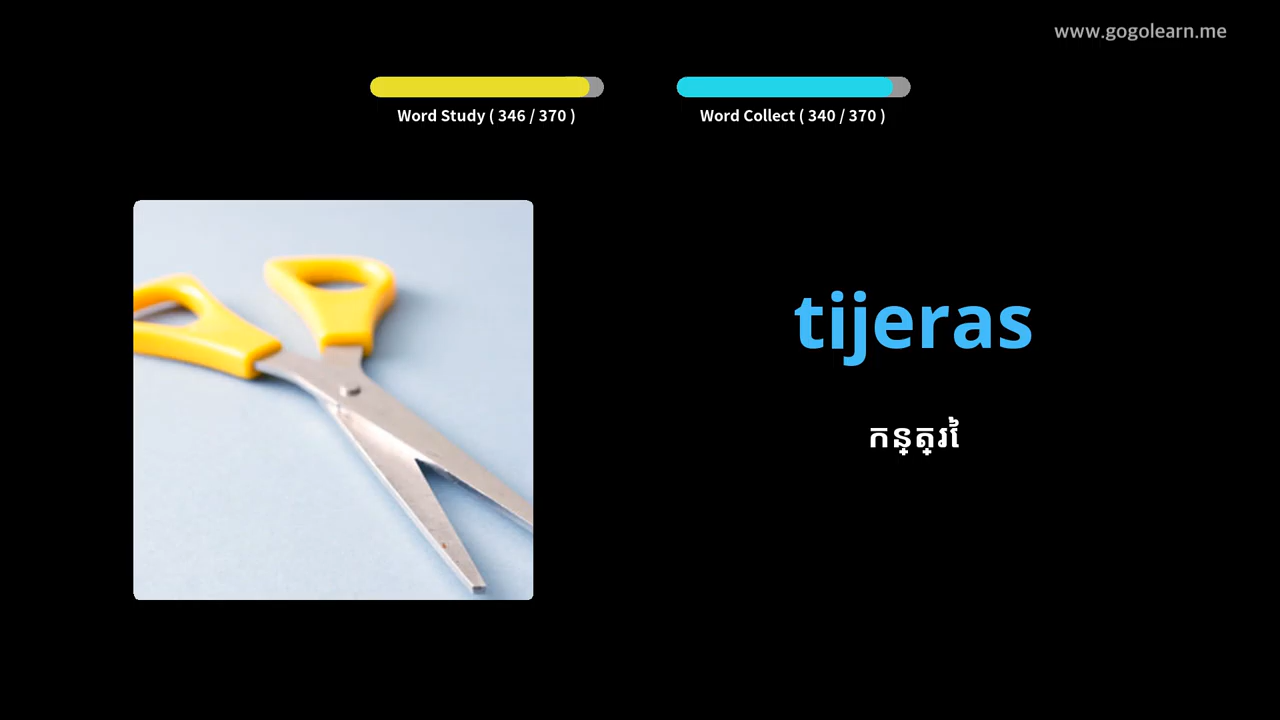 www.gogolearn.me
Word Study ( 346 / 370 )
Word Collect ( 340 / 370 )
tijeras
កន្ត្រៃ